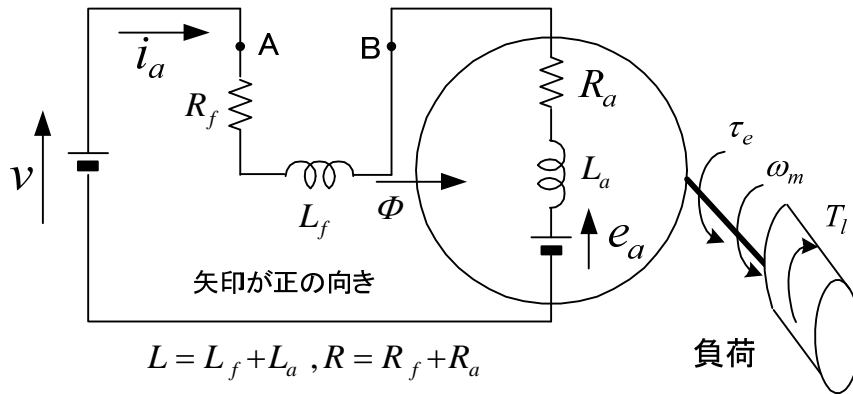 i_a
A
B
R_f
R_a
v
L_f
Φ
L_a
e_a
τ_e
ω_m
T_l
矢印が正の向き
負荷
L = L_f + L_a , R = R_f + R_a